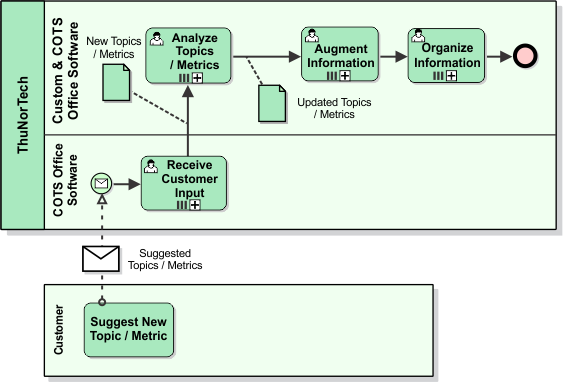 ThuNorTech
Custom & COTS
Office Software
New Topics
/ Metrics
Analyze
Topics
/ Metrics
Augment
Information
Organize
Information
Updated Topics
/ Metrics
COTS Office
Software
Receive
Customer
Input
Suggested
Topics / Metrics
Customer
Suggest New
Topic / Metric